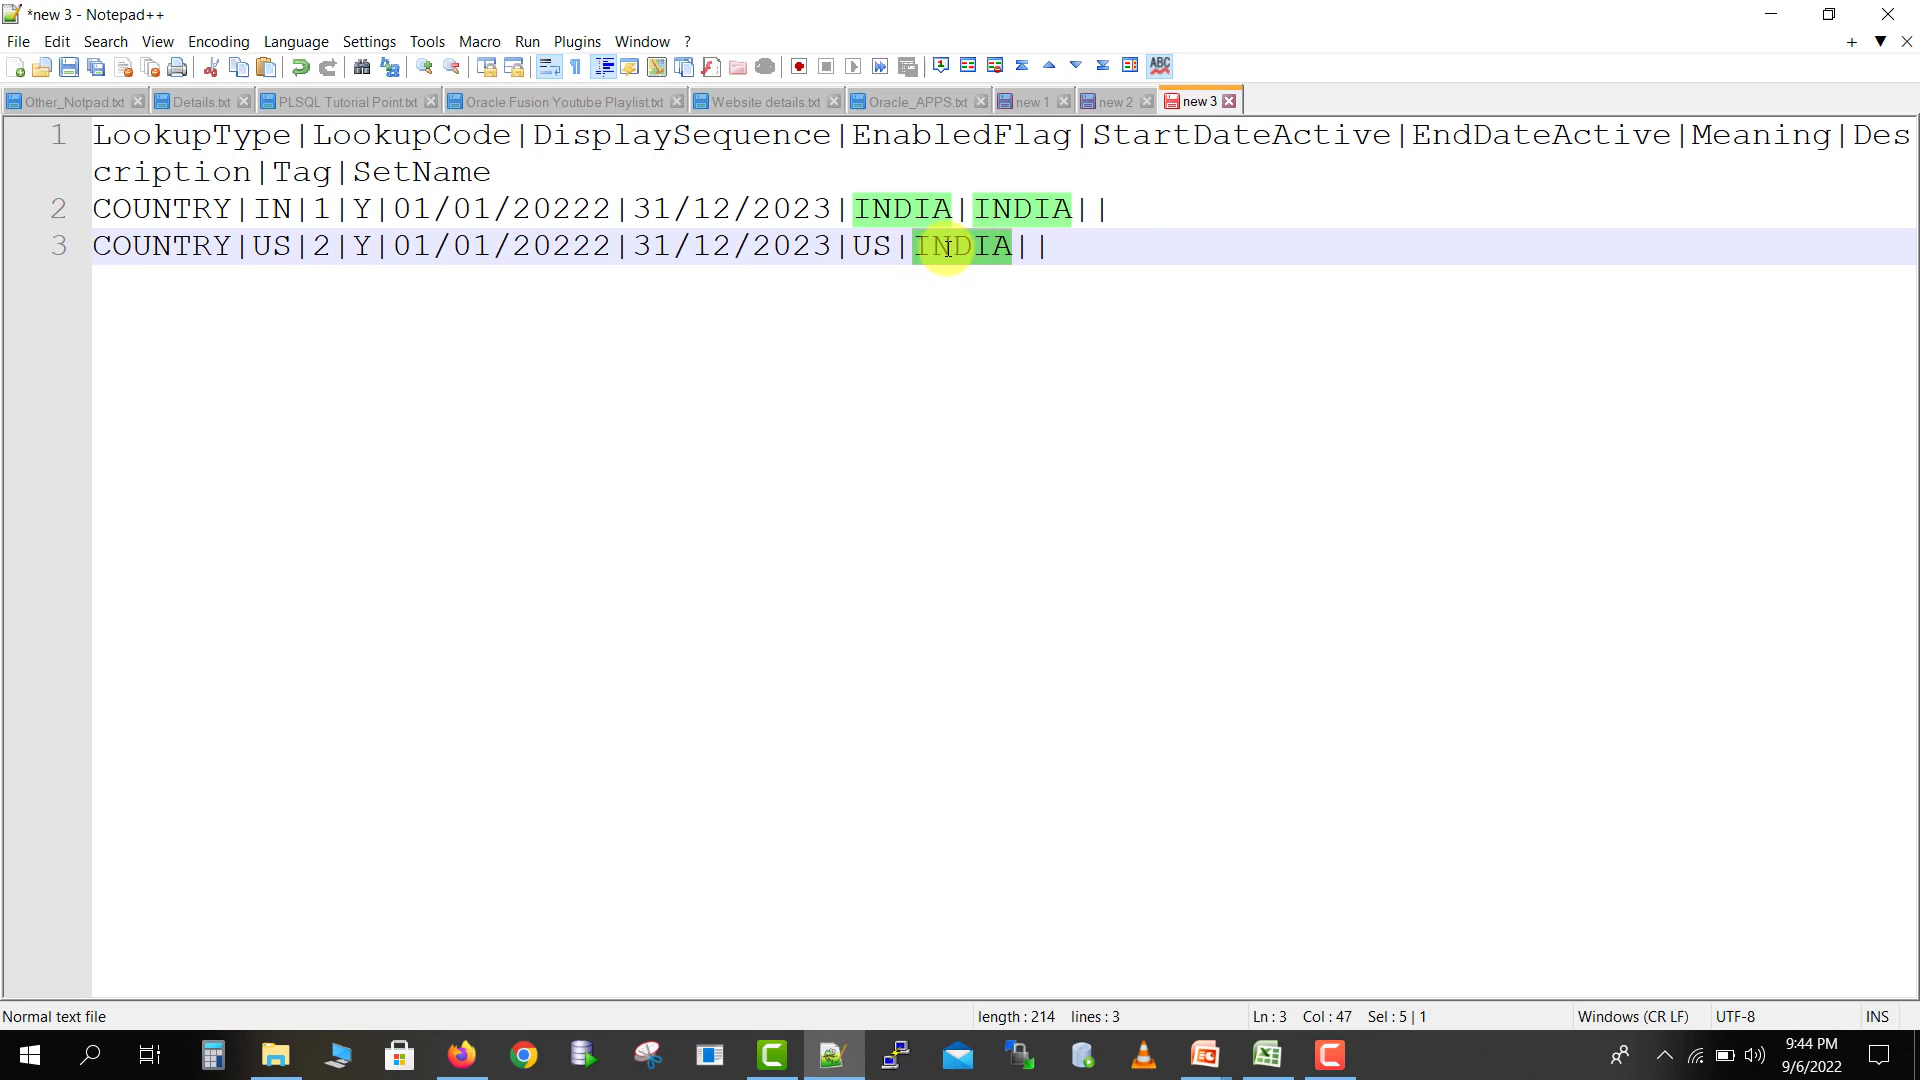 *new 3 - Notepad++
File Edit Search View Encoding Language Settings Tools Macro Run Plugins Window ?
Other_Notpad.txt Details.txt PLSQL Tutorial Point.txt Oracle Fusion Youtube Playlist.txt Website details.txt Oracle_APPS.txt new 1 new 2 new 3
1 LookupType|LookupCode|DisplaySequence|EnabledFlag|StartDateActive|EndDateActive|Meaning|Des
cription|Tag|SetName
2 COUNTRY|IN|1|Y|01/01/20222|31/12/2023|INDIA|INDIA||
3 COUNTRY|US|2|Y|01/01/20222|31/12/2023|US|INDIA||
Normal text file length : 214 lines : 3 Ln : 3 Col : 47 Sel : 5 | 1 Windows (CR LF) UTF-8 INS
9:44 PM
9/6/2022